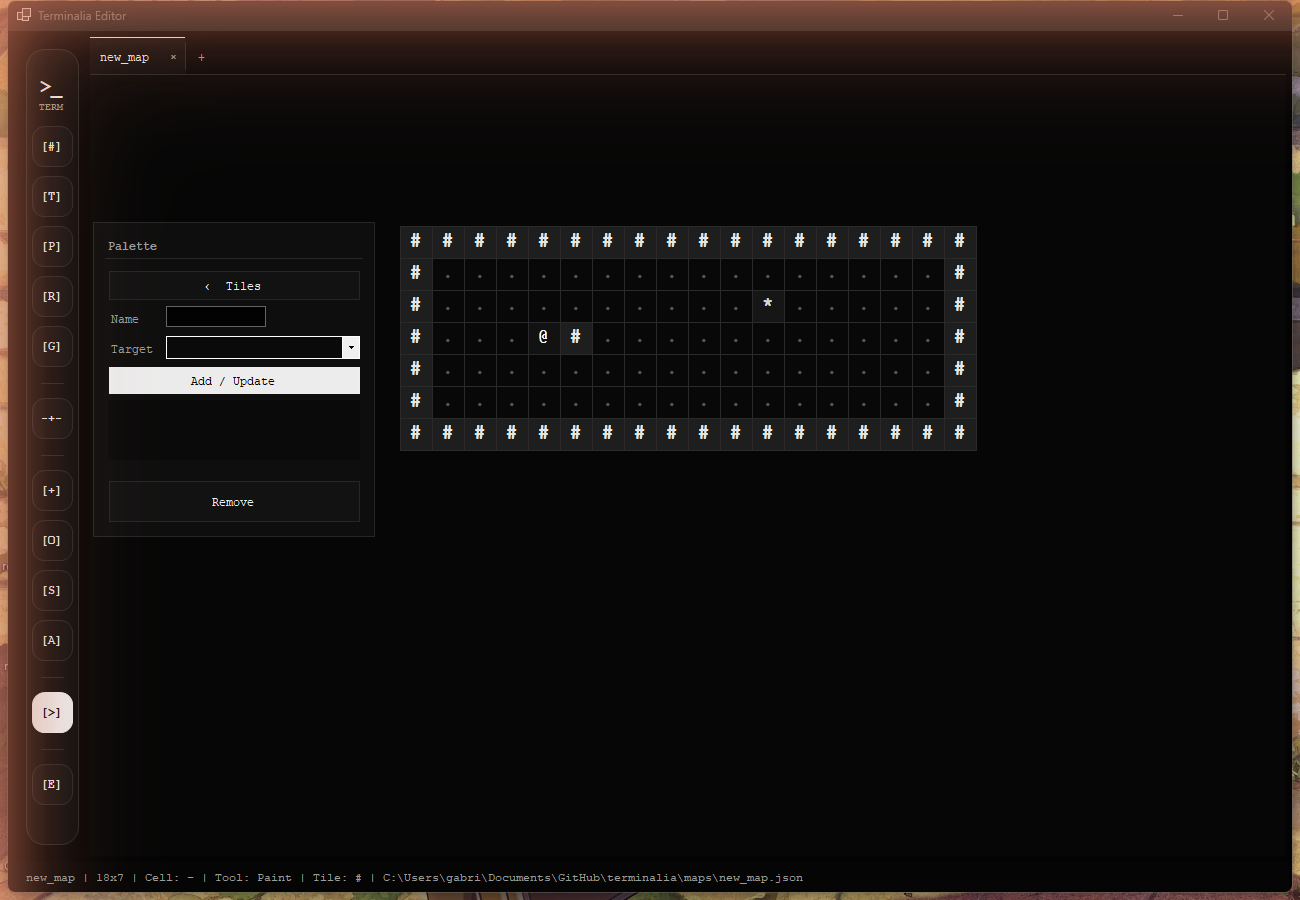 Terminalia Editor
new_map × +
>_
TERM
[#]
[T]
[P]
[R]
[G]
-+-
[+]
[O]
[S]
[A]
[>]
[E]
Palette
‹ Tiles
Name
Target
Add / Update
Remove
# # # # # # # # # # # # # # # # # #
# . . . . . . . . . . . . . . . . #
# . . . . . . . . . . * . . . . . #
# . . . @ # . . . . . . . . . . . #
# . . . . . . . . . . . . . . . . #
# . . . . . . . . . . . . . . . . #
# # # # # # # # # # # # # # # # # #
new_map | 18x7 | Cell: - | Tool: Paint | Tile: # | C:\Users\gabri\Documents\GitHub\terminalia\maps\new_map.json